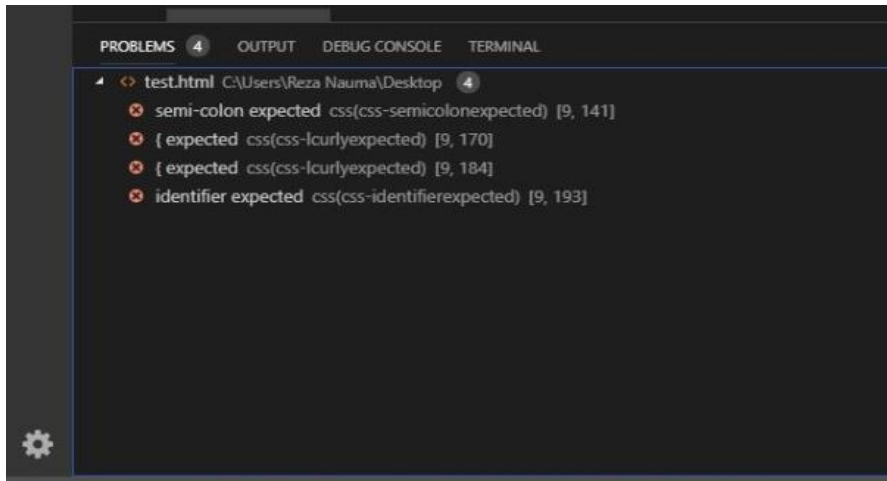 PROBLEMS 4 OUTPUT DEBUG CONSOLE TERMINAL
test.html C:\Users\Reza Nauma\Desktop 4
semi-colon expected css(css-semicolonexpected) [9, 141]
{ expected css(css-lcurlyexpected) [9, 170]
{ expected css(css-lcurlyexpected) [9, 184]
identifier expected css(css-identifierexpected) [9, 193]